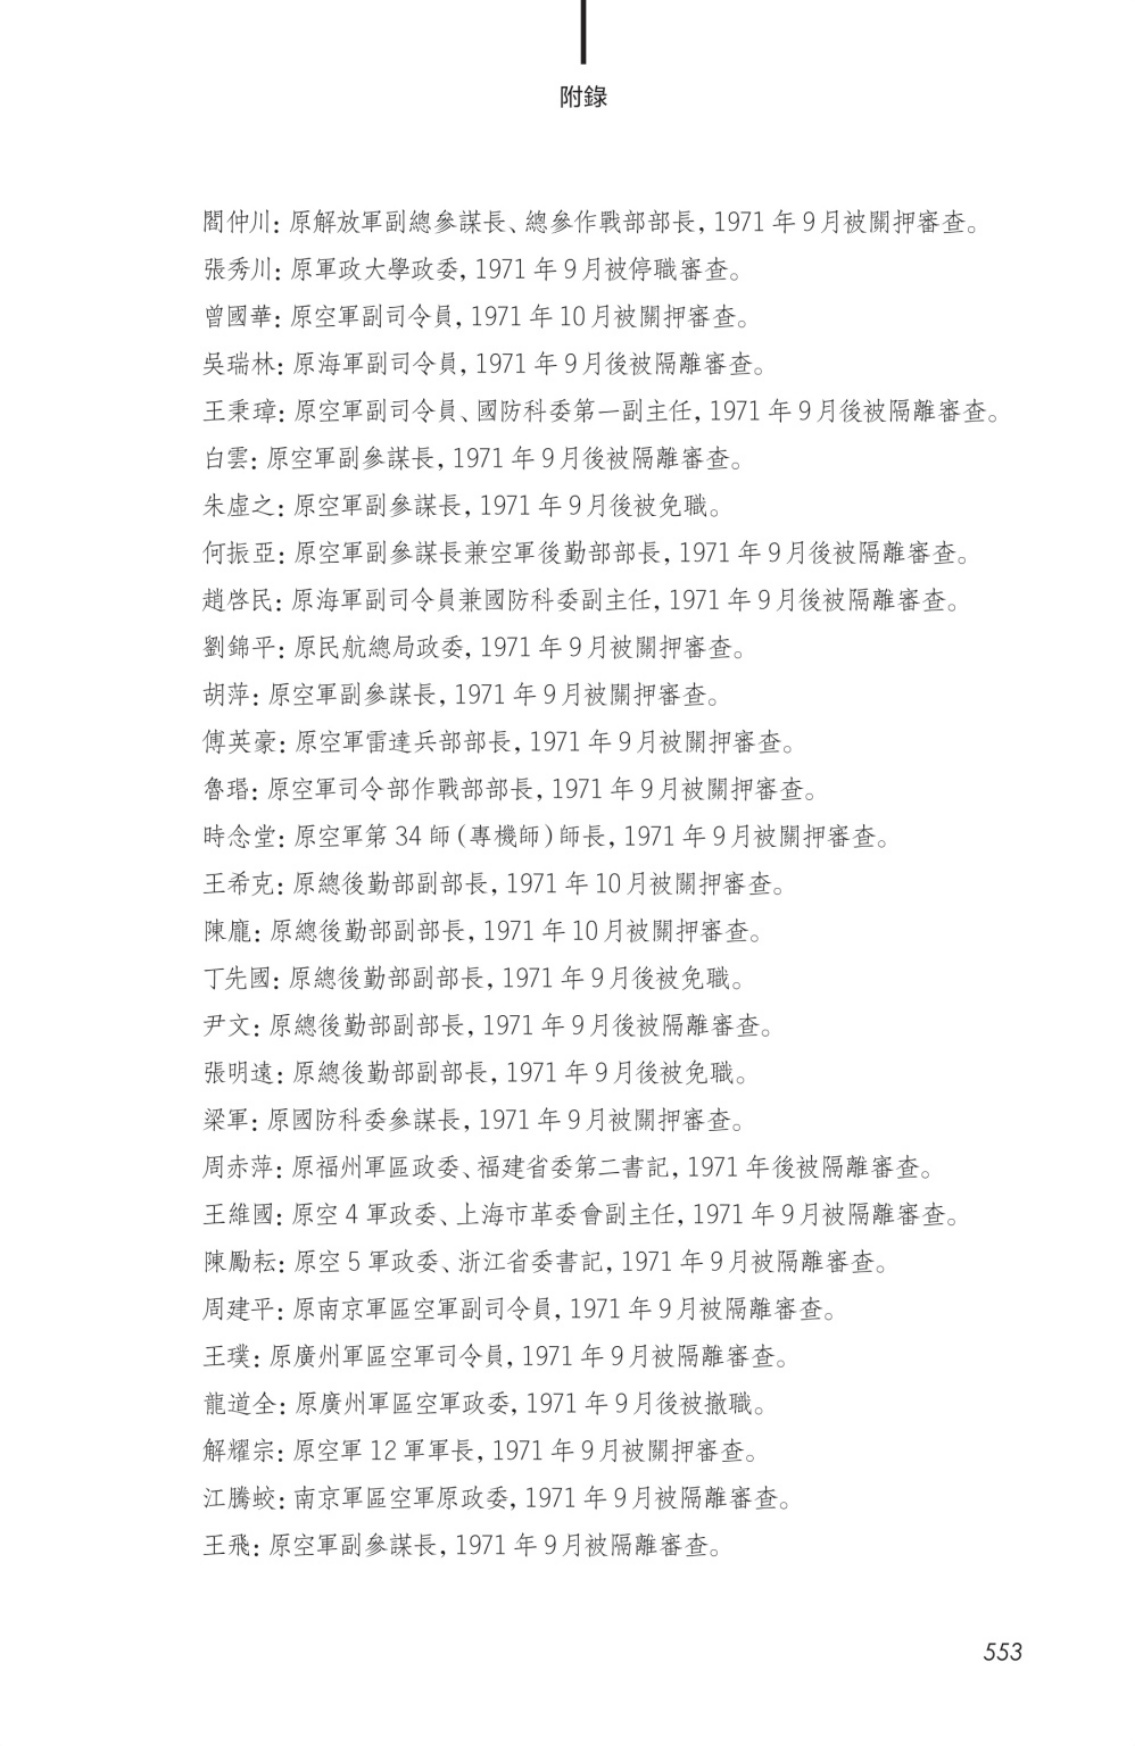 附錄
閻仲川：原解放軍副總參謀長、總參作戰部部長，1971 年 9 月被關押審查。
張秀川：原軍政大學政委，1971 年 9 月被停職審查。
曾國華：原空軍副司令員，1971 年 10 月被關押審查。
吳瑞林：原海軍副司令員，1971 年 9 月後被隔離審查。
王秉璋：原空軍副司令員、國防科委第一副主任，1971 年 9 月後被隔離審查。
白雲：原空軍副參謀長，1971 年 9 月後被隔離審查。
朱虛之：原空軍副參謀長，1971 年 9 月後被免職。
何振亞：原空軍副參謀長兼空軍後勤部部長，1971 年 9 月後被隔離審查。
趙啓民：原海軍副司令員兼國防科委副主任，1971 年 9 月後被隔離審查。
劉錦平：原民航總局政委，1971 年 9 月被關押審查。
胡萍：原空軍副參謀長，1971 年 9 月被關押審查。
傅英豪：原空軍雷達兵部部長，1971 年 9 月被關押審查。
魯珉：原空軍司令部作戰部部長，1971 年 9 月被關押審查。
時念堂：原空軍第 34 師（專機師）師長，1971 年 9 月被關押審查。
王希克：原總後勤部副部長，1971 年 10 月被關押審查。
陳龐：原總後勤部副部長，1971 年 10 月被關押審查。
丁先國：原總後勤部副部長，1971 年 9 月後被免職。
尹文：原總後勤部副部長，1971 年 9 月後被隔離審查。
張明遠：原總後勤部副部長，1971 年 9 月後被免職。
梁軍：原國防科委參謀長，1971 年 9 月被關押審查。
周赤萍：原福州軍區政委、福建省委第二書記，1971 年後被隔離審查。
王維國：原空 4 軍政委、上海市革委會副主任，1971 年 9 月被隔離審查。
陳勵耘：原空 5 軍政委、浙江省委書記，1971 年 9 月被隔離審查。
周建平：原南京軍區空軍副司令員，1971 年 9 月被隔離審查。
王璞：原廣州軍區空軍司令員，1971 年 9 月被隔離審查。
龍道全：原廣州軍區空軍政委，1971 年 9 月後被撤職。
解耀宗：原空軍 12 軍軍長，1971 年 9 月被關押審查。
江騰蛟：南京軍區空軍原政委，1971 年 9 月被隔離審查。
王飛：原空軍副參謀長，1971 年 9 月被隔離審查。
553